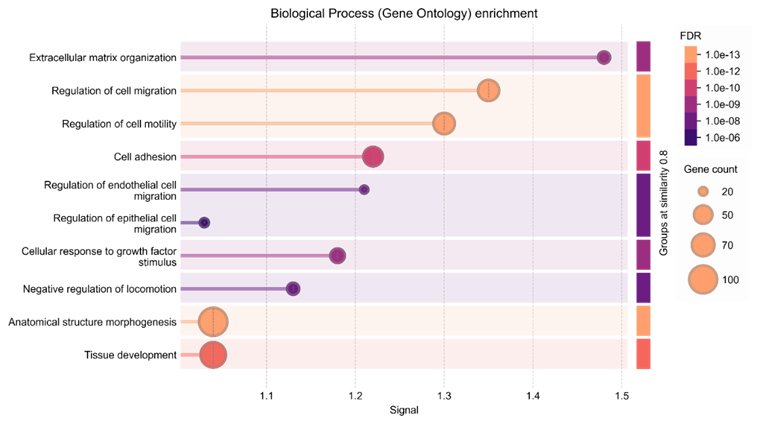 Biological Process (Gene Ontology) enrichment
Extracellular matrix organization
Regulation of cell migration
Regulation of cell motility
Cell adhesion
Regulation of endothelial cell
migration
Regulation of epithelial cell
migration
Cellular response to growth factor
stimulus
Negative regulation of locomotion
Anatomical structure morphogenesis
Tissue development
1.1
1.2
1.3
1.4
1.5
Signal
Groups at similarity 0.8
FDR
1.0e-13
1.0e-12
1.0e-10
1.0e-09
1.0e-08
1.0e-06
Gene count
20
50
70
100